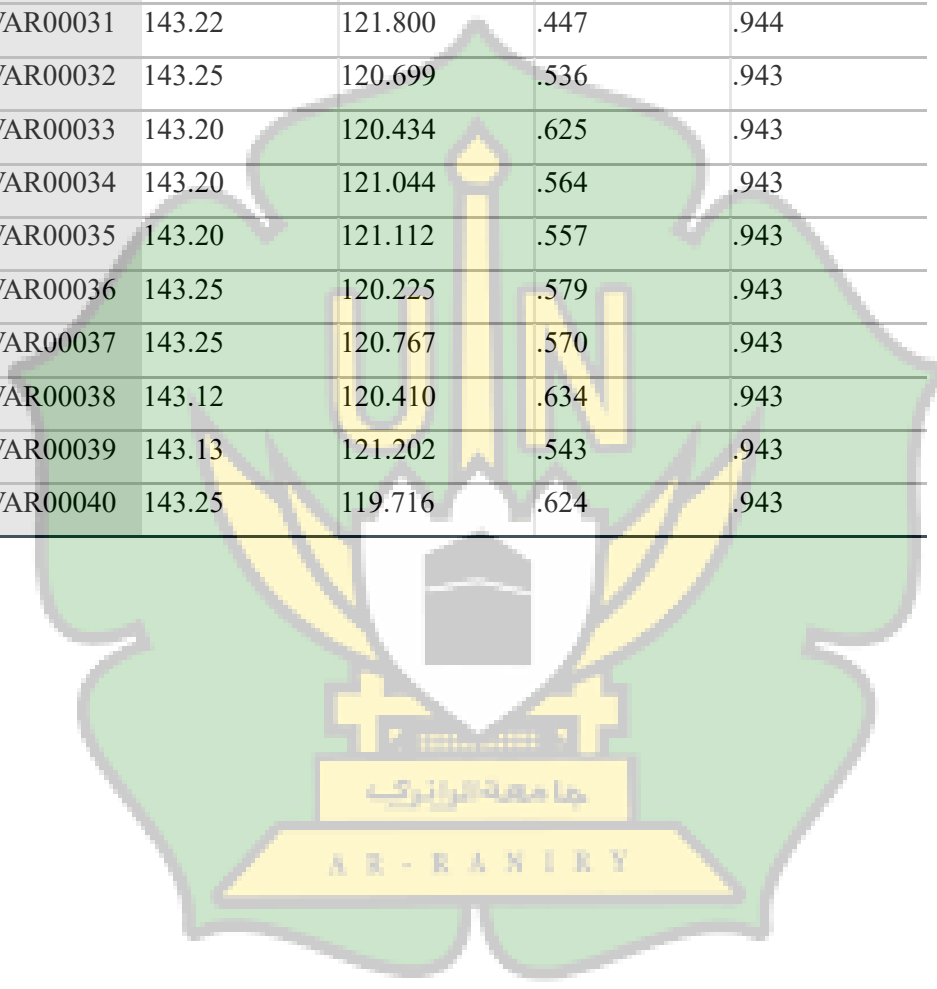 VAR00031 143.22 121.800 .447 .944
VAR00032 143.25 120.699 .536 .943
VAR00033 143.20 120.434 .625 .943
VAR00034 143.20 121.044 .564 .943
VAR00035 143.20 121.112 .557 .943
VAR00036 143.25 120.225 .579 .943
VAR00037 143.25 120.767 .570 .943
VAR00038 143.12 120.410 .634 .943
VAR00039 143.13 121.202 .543 .943
VAR00040 143.25 119.716 .624 .943
U I N
جامعة الرانيري
AR-RANIRY